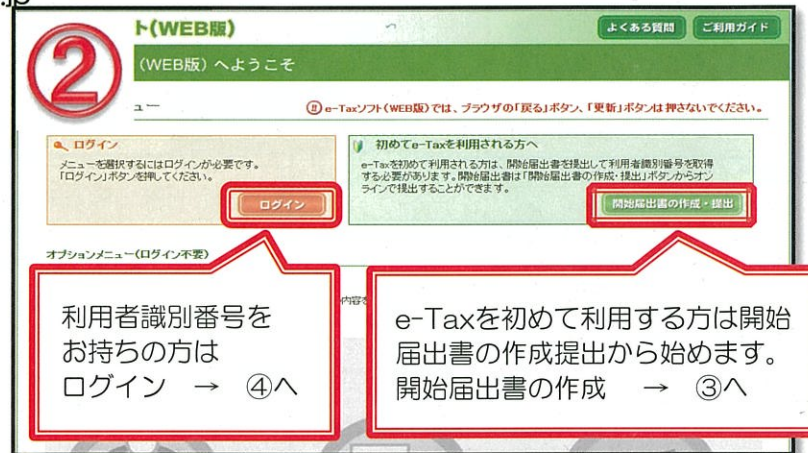 .jp
②
ト(WEB版)
よくある質問
ご利用ガイド
(WEB版)へようこそ
ュー
e-Taxソフト(WEB版)では、ブラウザの「戻る」ボタン、「更新」ボタンは押さないでください。
ログイン
メニューを選択するにはログインが必要です。
「ログイン」ボタンを押してください。
ログイン
初めてe-Taxを利用される方へ
e-Taxを初めて利用される方は、開始届出書を提出して利用者識別番号を取得
する必要があります。開始届出書は「開始届出書の作成・提出」ボタンからオン
ラインで提出することができます。
開始届出書の作成・提出
オプションメニュー(ログイン不要)
内容を
利用者識別番号を
お持ちの方は
ログイン → ④へ
e-Taxを初めて利用する方は開始
届出書の作成提出から始めます。
開始届出書の作成 → ③へ